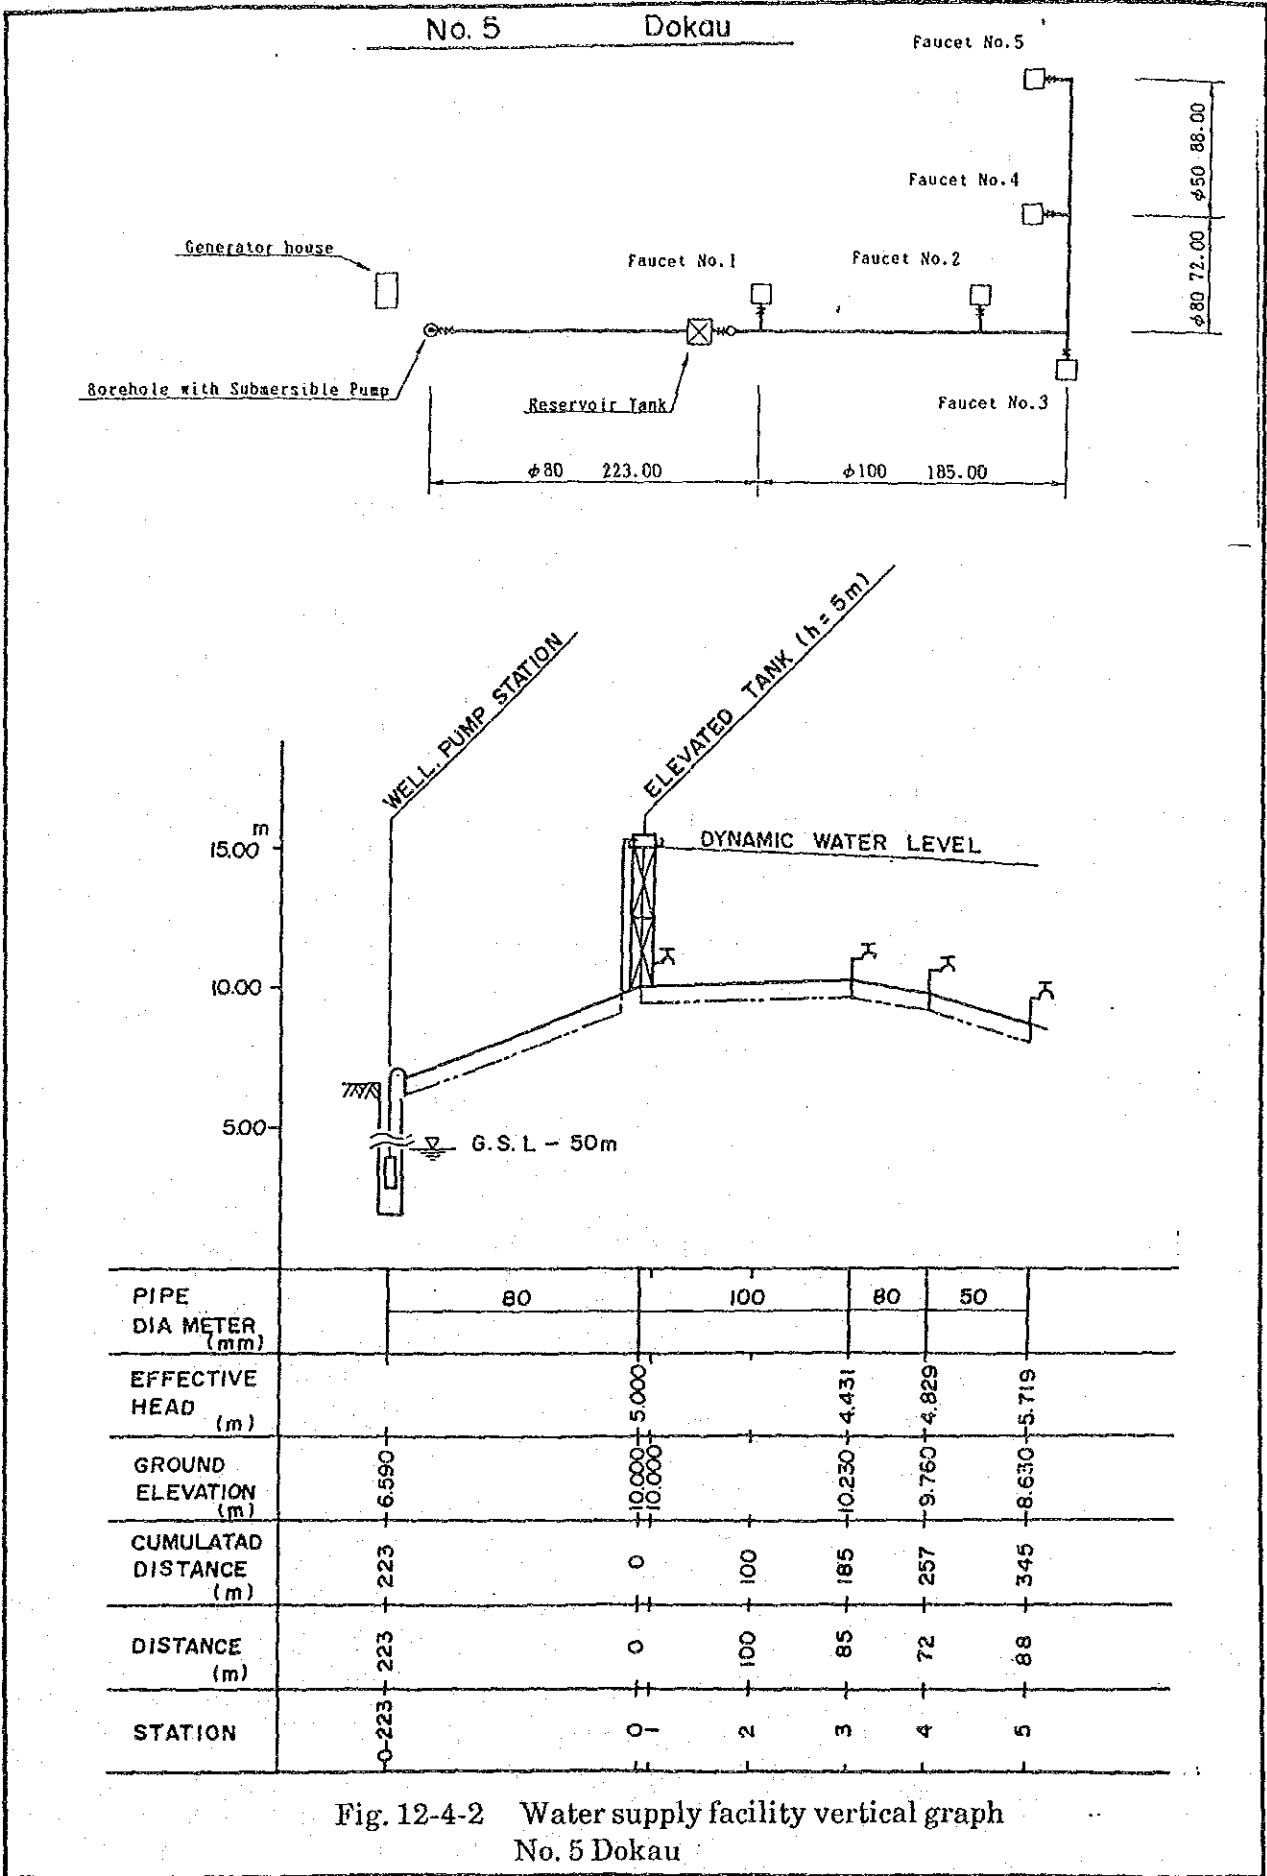 No. 5 Dokau
Faucet No.5
φ50 88.00
Faucet No.4
φ80 72.00
Generator house
Faucet No.1
Faucet No.2
Borehole with Submersible Pump
Reservoir Tank
Faucet No.3
φ80 223.00
φ100 185.00
WELL. PUMP STATION
ELEVATED TANK (h = 5m)
m
15.00
DYNAMIC WATER LEVEL
10.00
5.00
G.S.L - 50m
PIPE
DIA METER
(mm)
80
100
80
50
EFFECTIVE
HEAD
(m)
5.000
4.431
4.829
5.719
GROUND
ELEVATION
(m)
6.590
10.000
10.000
10.230
9.760
8.630
CUMULATAD
DISTANCE
(m)
223
0
100
185
257
345
DISTANCE
(m)
223
0
100
85
72
88
STATION
0-223
0
1
2
3
4
5
Fig. 12-4-2 Water supply facility vertical graph
No. 5 Dokau